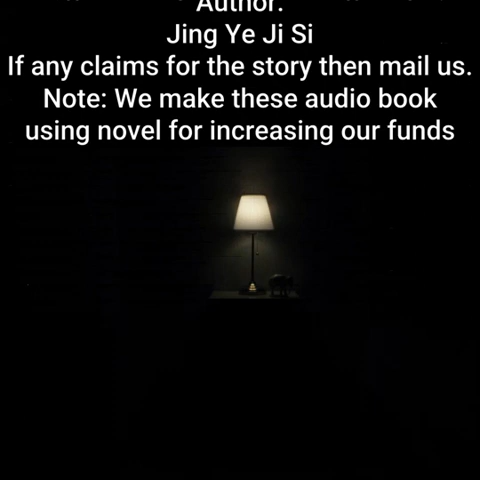 Author:
Jing Ye Ji Si
If any claims for the story then mail us.
Note: We make these audio book
using novel for increasing our funds